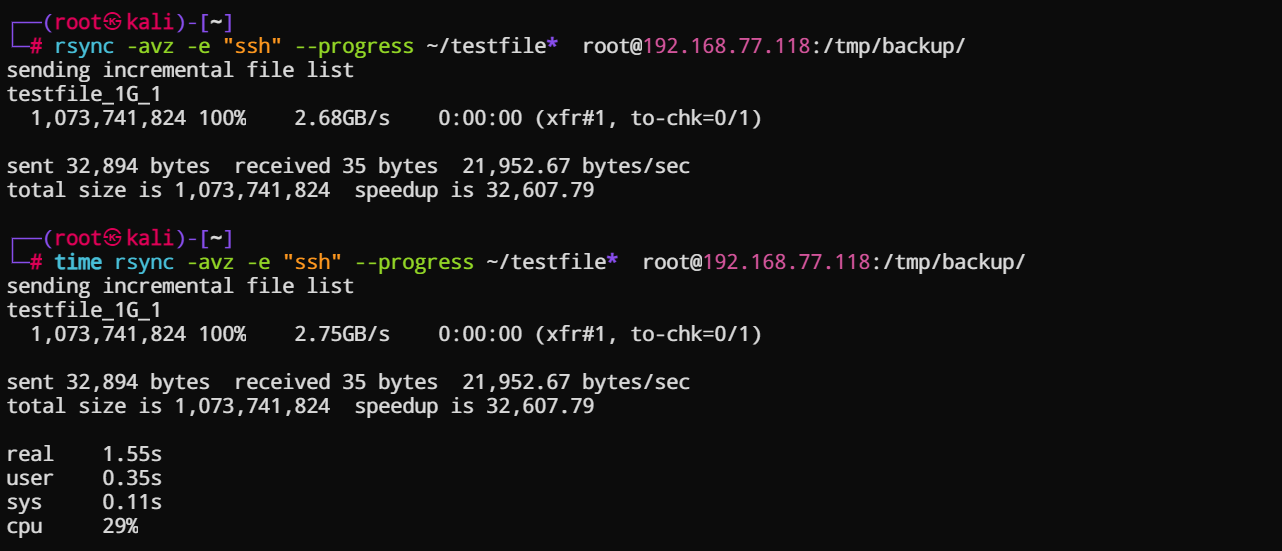 ┌──(root㉿kali)-[~]
└─# rsync -avz -e "ssh" --progress ~/testfile*  root@192.168.77.118:/tmp/backup/
sending incremental file list
testfile_1G_1
  1,073,741,824 100%    2.68GB/s    0:00:00 (xfr#1, to-chk=0/1)

sent 32,894 bytes  received 35 bytes  21,952.67 bytes/sec
total size is 1,073,741,824  speedup is 32,607.79

┌──(root㉿kali)-[~]
└─# time rsync -avz -e "ssh" --progress ~/testfile*  root@192.168.77.118:/tmp/backup/
sending incremental file list
testfile_1G_1
  1,073,741,824 100%    2.75GB/s    0:00:00 (xfr#1, to-chk=0/1)

sent 32,894 bytes  received 35 bytes  21,952.67 bytes/sec
total size is 1,073,741,824  speedup is 32,607.79

real    1.55s
user    0.35s
sys     0.11s
cpu     29%